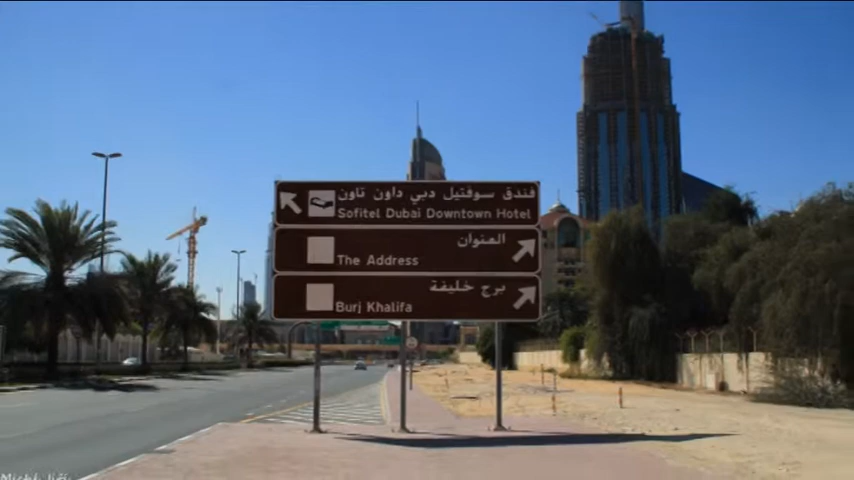 فندق سوفتيل دبي داون تاون
Sofitel Dubai Downtown Hotel
العنوان
The Address
برج خليفة
Burj Khalifa